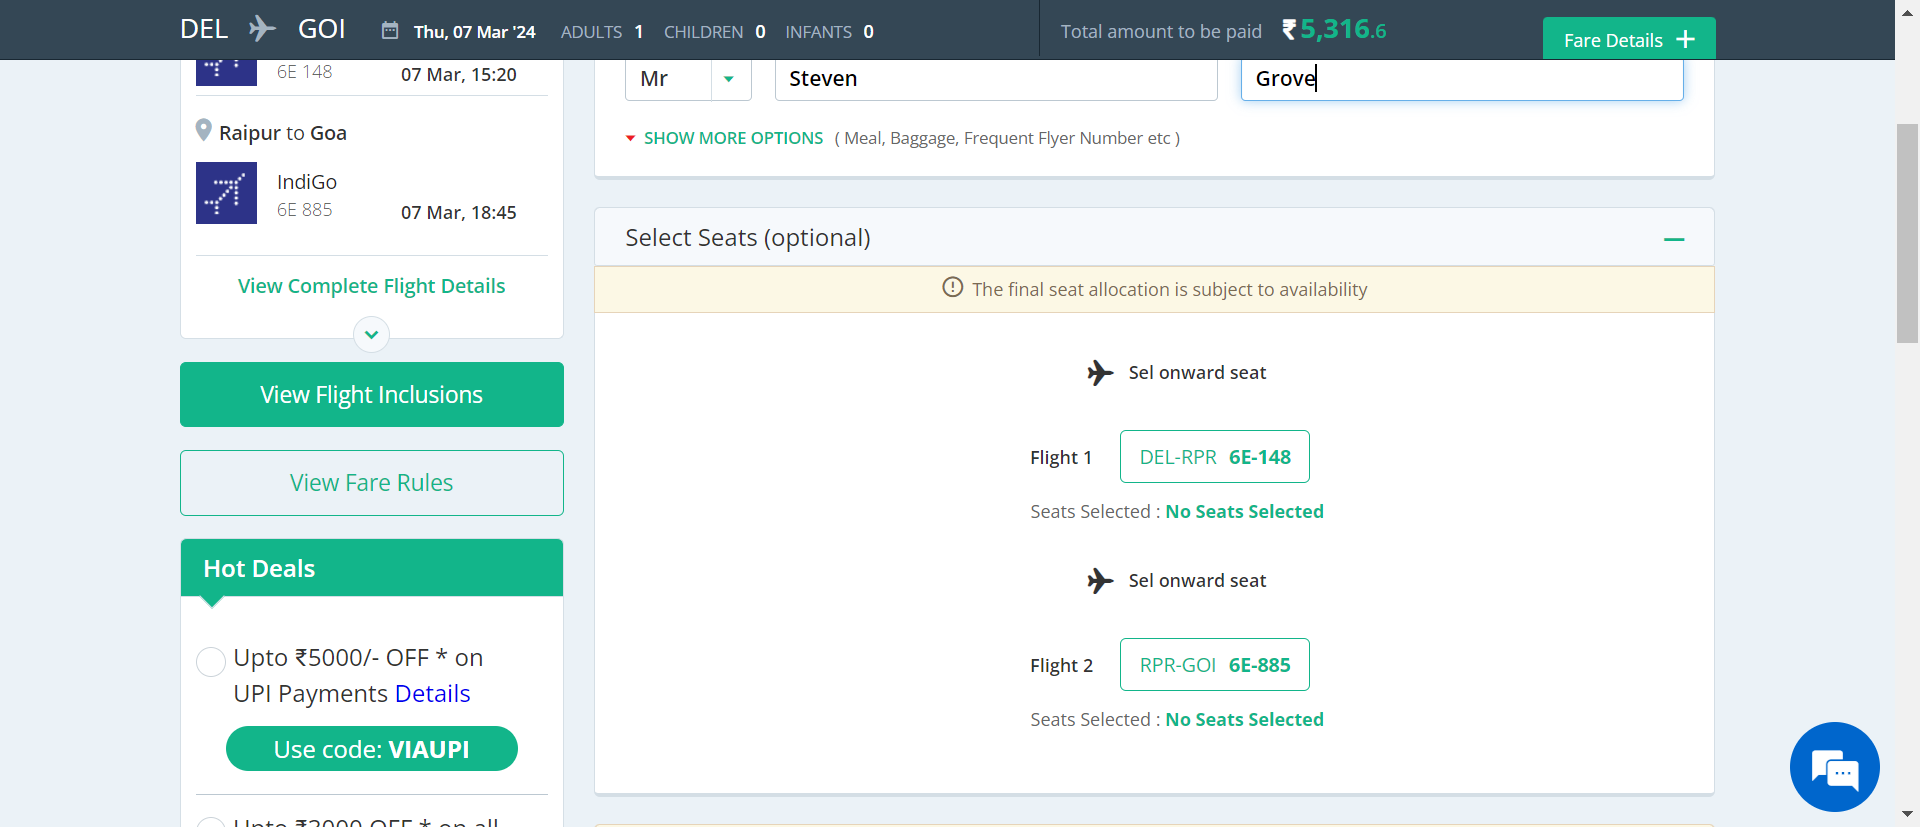 DEL GOI Thu, 07 Mar '24 ADULTS 1 CHILDREN 0 INFANTS 0 Total amount to be paid ₹5,316.6 Fare Details +
6E 148 07 Mar, 15:20
Raipur to Goa
IndiGo
6E 885 07 Mar, 18:45
View Complete Flight Details
View Flight Inclusions
View Fare Rules
Hot Deals
Upto ₹5000/- OFF * on
UPI Payments Details
Use code: VIAUPI
Upto ₹3000 OFF * on all
Mr Steven Grove
SHOW MORE OPTIONS ( Meal, Baggage, Frequent Flyer Number etc )
Select Seats (optional)
The final seat allocation is subject to availability
Sel onward seat
Flight 1 DEL-RPR 6E-148
Seats Selected : No Seats Selected
Sel onward seat
Flight 2 RPR-GOI 6E-885
Seats Selected : No Seats Selected